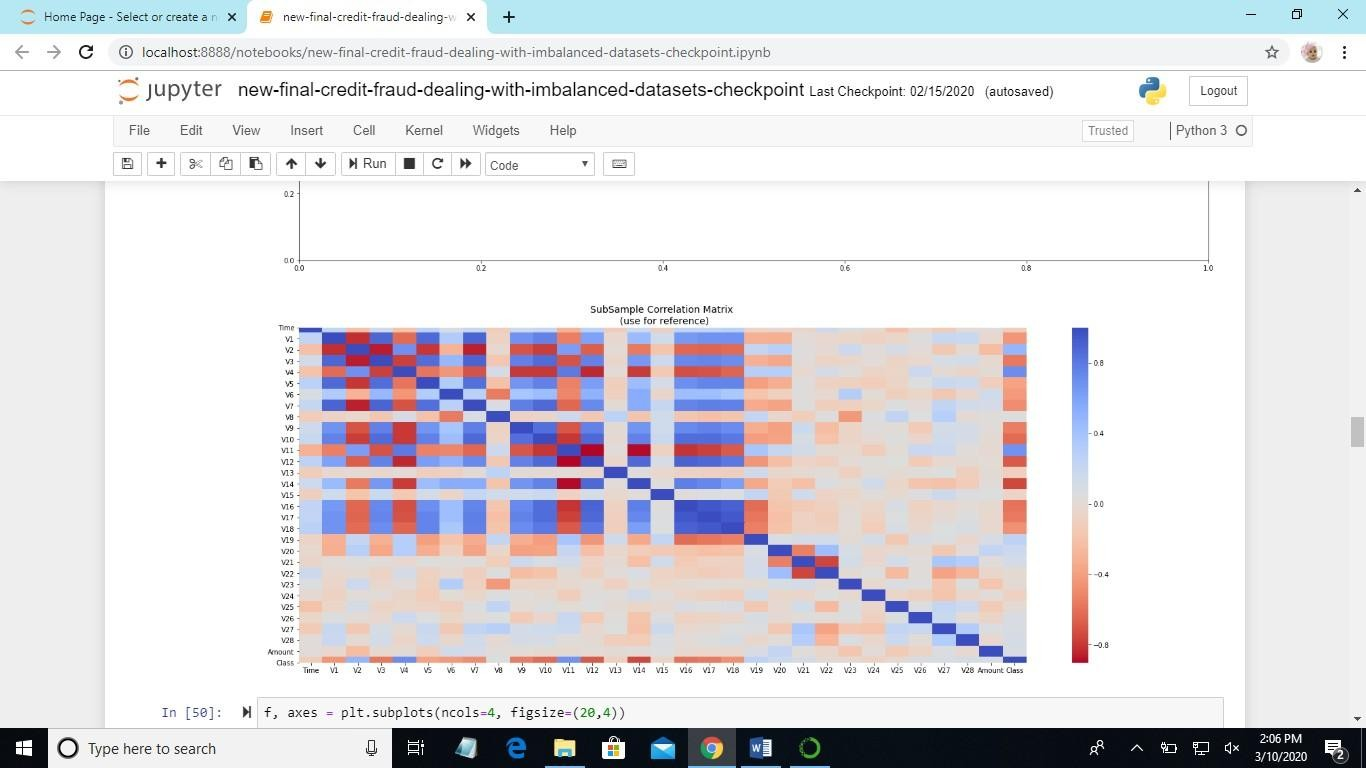 Home Page - Select or create a n
new-final-credit-fraud-dealing-w
localhost:8888/notebooks/new-final-credit-fraud-dealing-with-imbalanced-datasets-checkpoint.ipynb
jupyter new-final-credit-fraud-dealing-with-imbalanced-datasets-checkpoint Last Checkpoint: 02/15/2020 (autosaved)
Logout
File Edit View Insert Cell Kernel Widgets Help
Trusted
Python 3
Run
Code
0.2
0.0
0.0 0.2 0.4 0.6 0.8 1.0
SubSample Correlation Matrix
(use for reference)
Time
V1
V2
V3
V4
V5
V6
V7
V8
V9
V10
V11
V12
V13
V14
V15
V16
V17
V18
V19
V20
V21
V22
V23
V24
V25
V26
V27
V28
Amount
Class
Time V1 V2 V3 V4 V5 V6 V7 V8 V9 V10 V11 V12 V13 V14 V15 V16 V17 V18 V19 V20 V21 V22 V23 V24 V25 V26 V27 V28 Amount Class
0.8
0.4
0.0
−0.4
−0.8
In [50]:
f, axes = plt.subplots(ncols=4, figsize=(20,4))
Type here to search
2:06 PM
3/10/2020
2